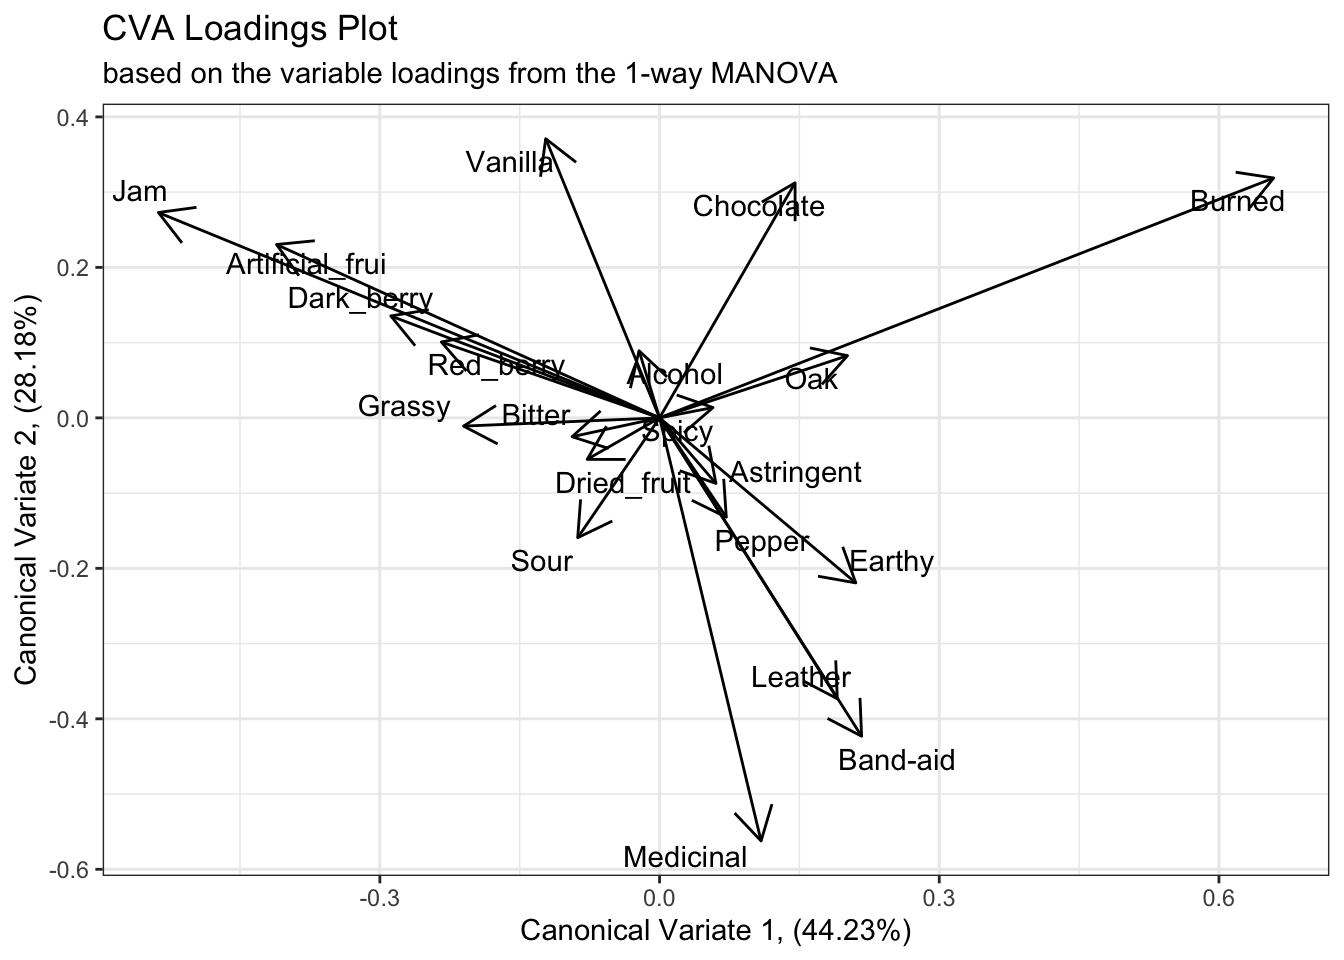 CVA Loadings Plot
based on the variable loadings from the 1-way MANOVA
0.4
Vanilla
Jam
Chocolate
Burned
0.2
Artificial_frui
Dark_berry
Red_berry
Alcohol
Oak
Grassy
Bitter
0.0
Spicy
Astringent
Dried_fruit
Pepper
Sour
Earthy
-0.2
Leather
-0.4
Band-aid
Medicinal
-0.6
Canonical Variate 2, (28.18%)
-0.3 0.0 0.3 0.6
Canonical Variate 1, (44.23%)